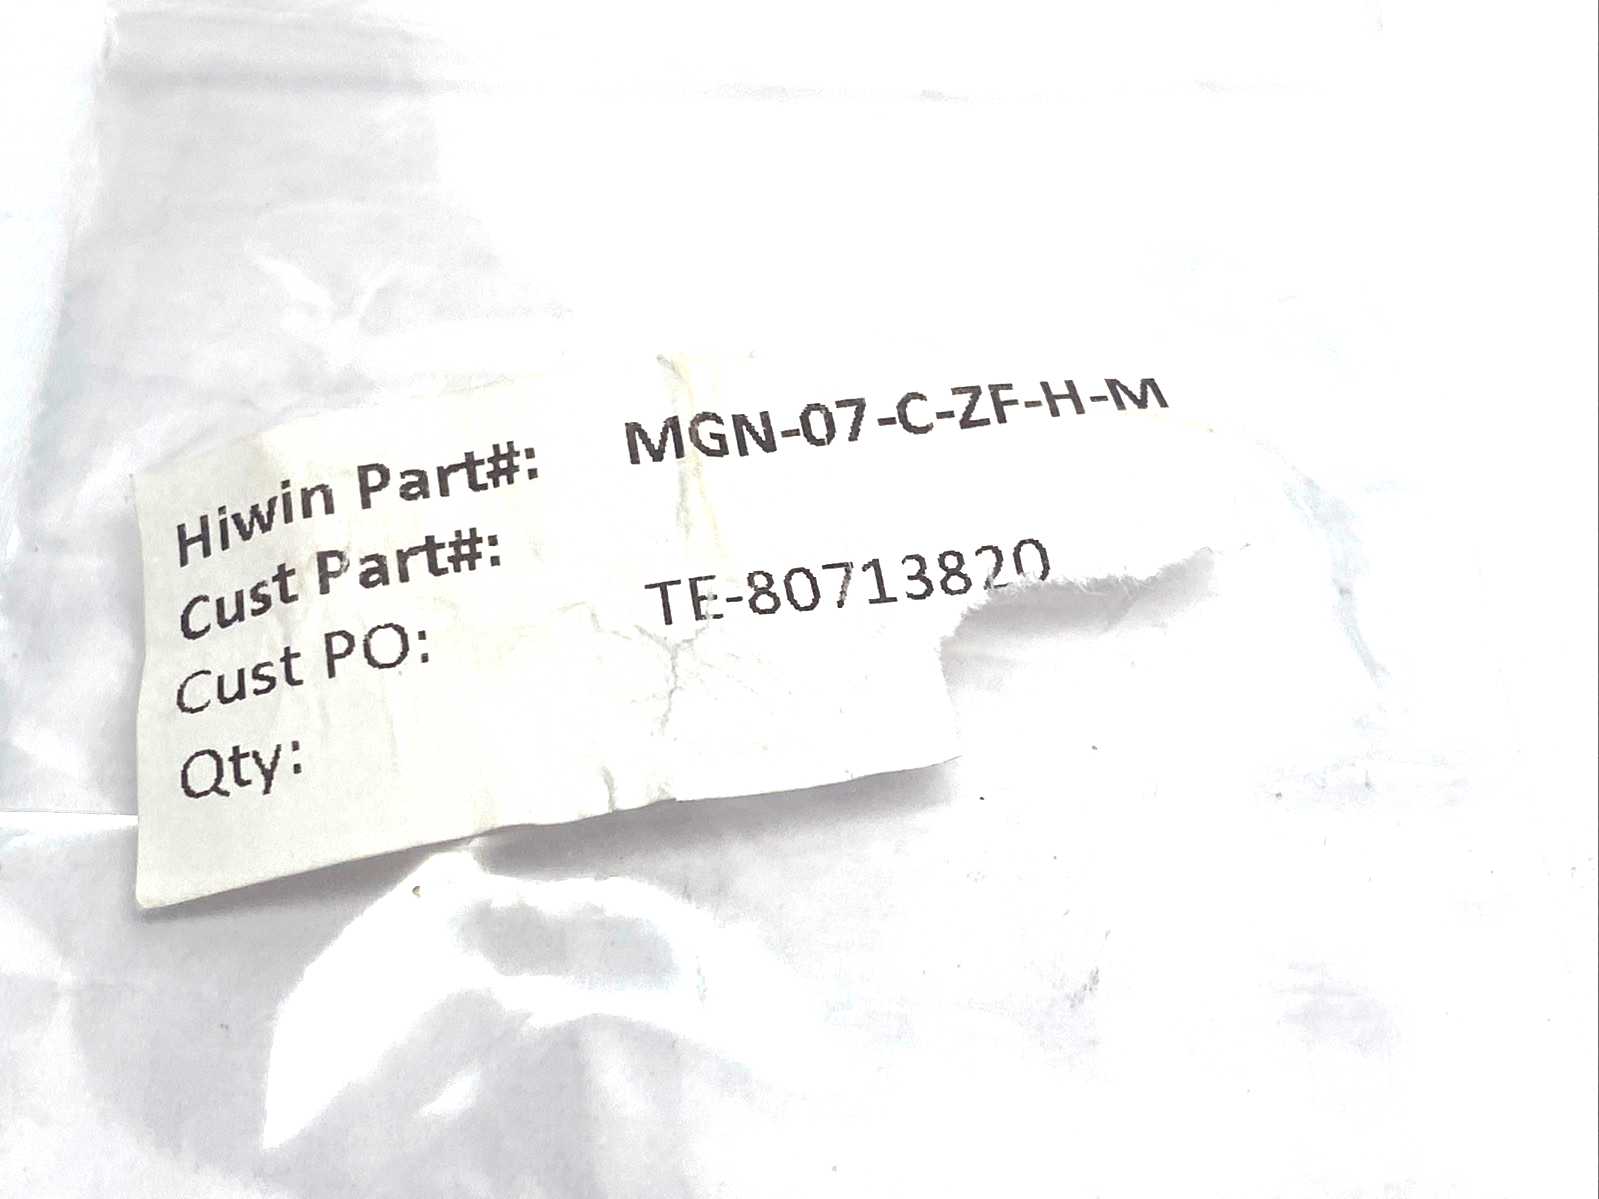 Hiwin Part#: MGN-07-C-ZF-H-M
Cust Part#:
Cust PO: TE-80713820
Qty: